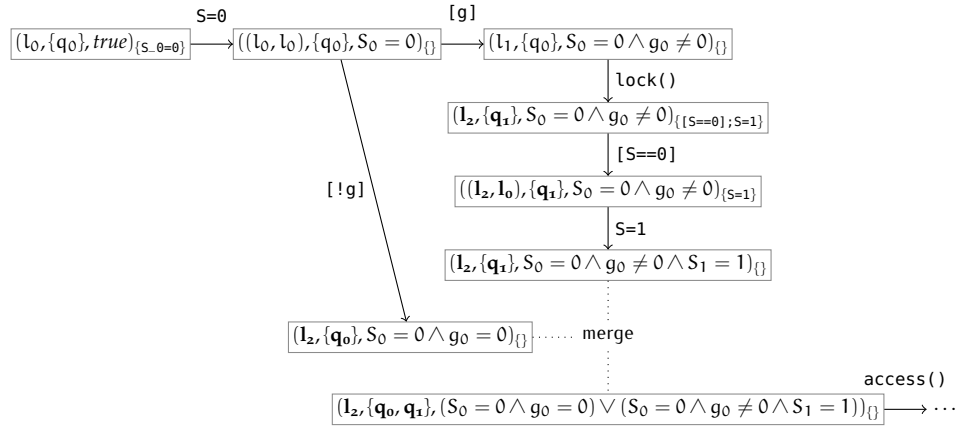 S=0
[g]
(l₀,{q₀},true){S_0=0}
((l₀,l₀),{q₀},S₀ = 0){}
(l₁,{q₀},S₀ = 0 ∧ g₀ ≠ 0){}
lock()
(l₂,{q₁},S₀ = 0 ∧ g₀ ≠ 0){[S==0];S=1}
[S==0]
[!g]
((l₂,l₀),{q₁},S₀ = 0 ∧ g₀ ≠ 0){S=1}
S=1
(l₂,{q₁},S₀ = 0 ∧ g₀ ≠ 0 ∧ S₁ = 1){}
(l₂,{q₀},S₀ = 0 ∧ g₀ = 0){}
merge
access()
(l₂,{q₀,q₁},(S₀ = 0 ∧ g₀ = 0) ∨ (S₀ = 0 ∧ g₀ ≠ 0 ∧ S₁ = 1)){}
···